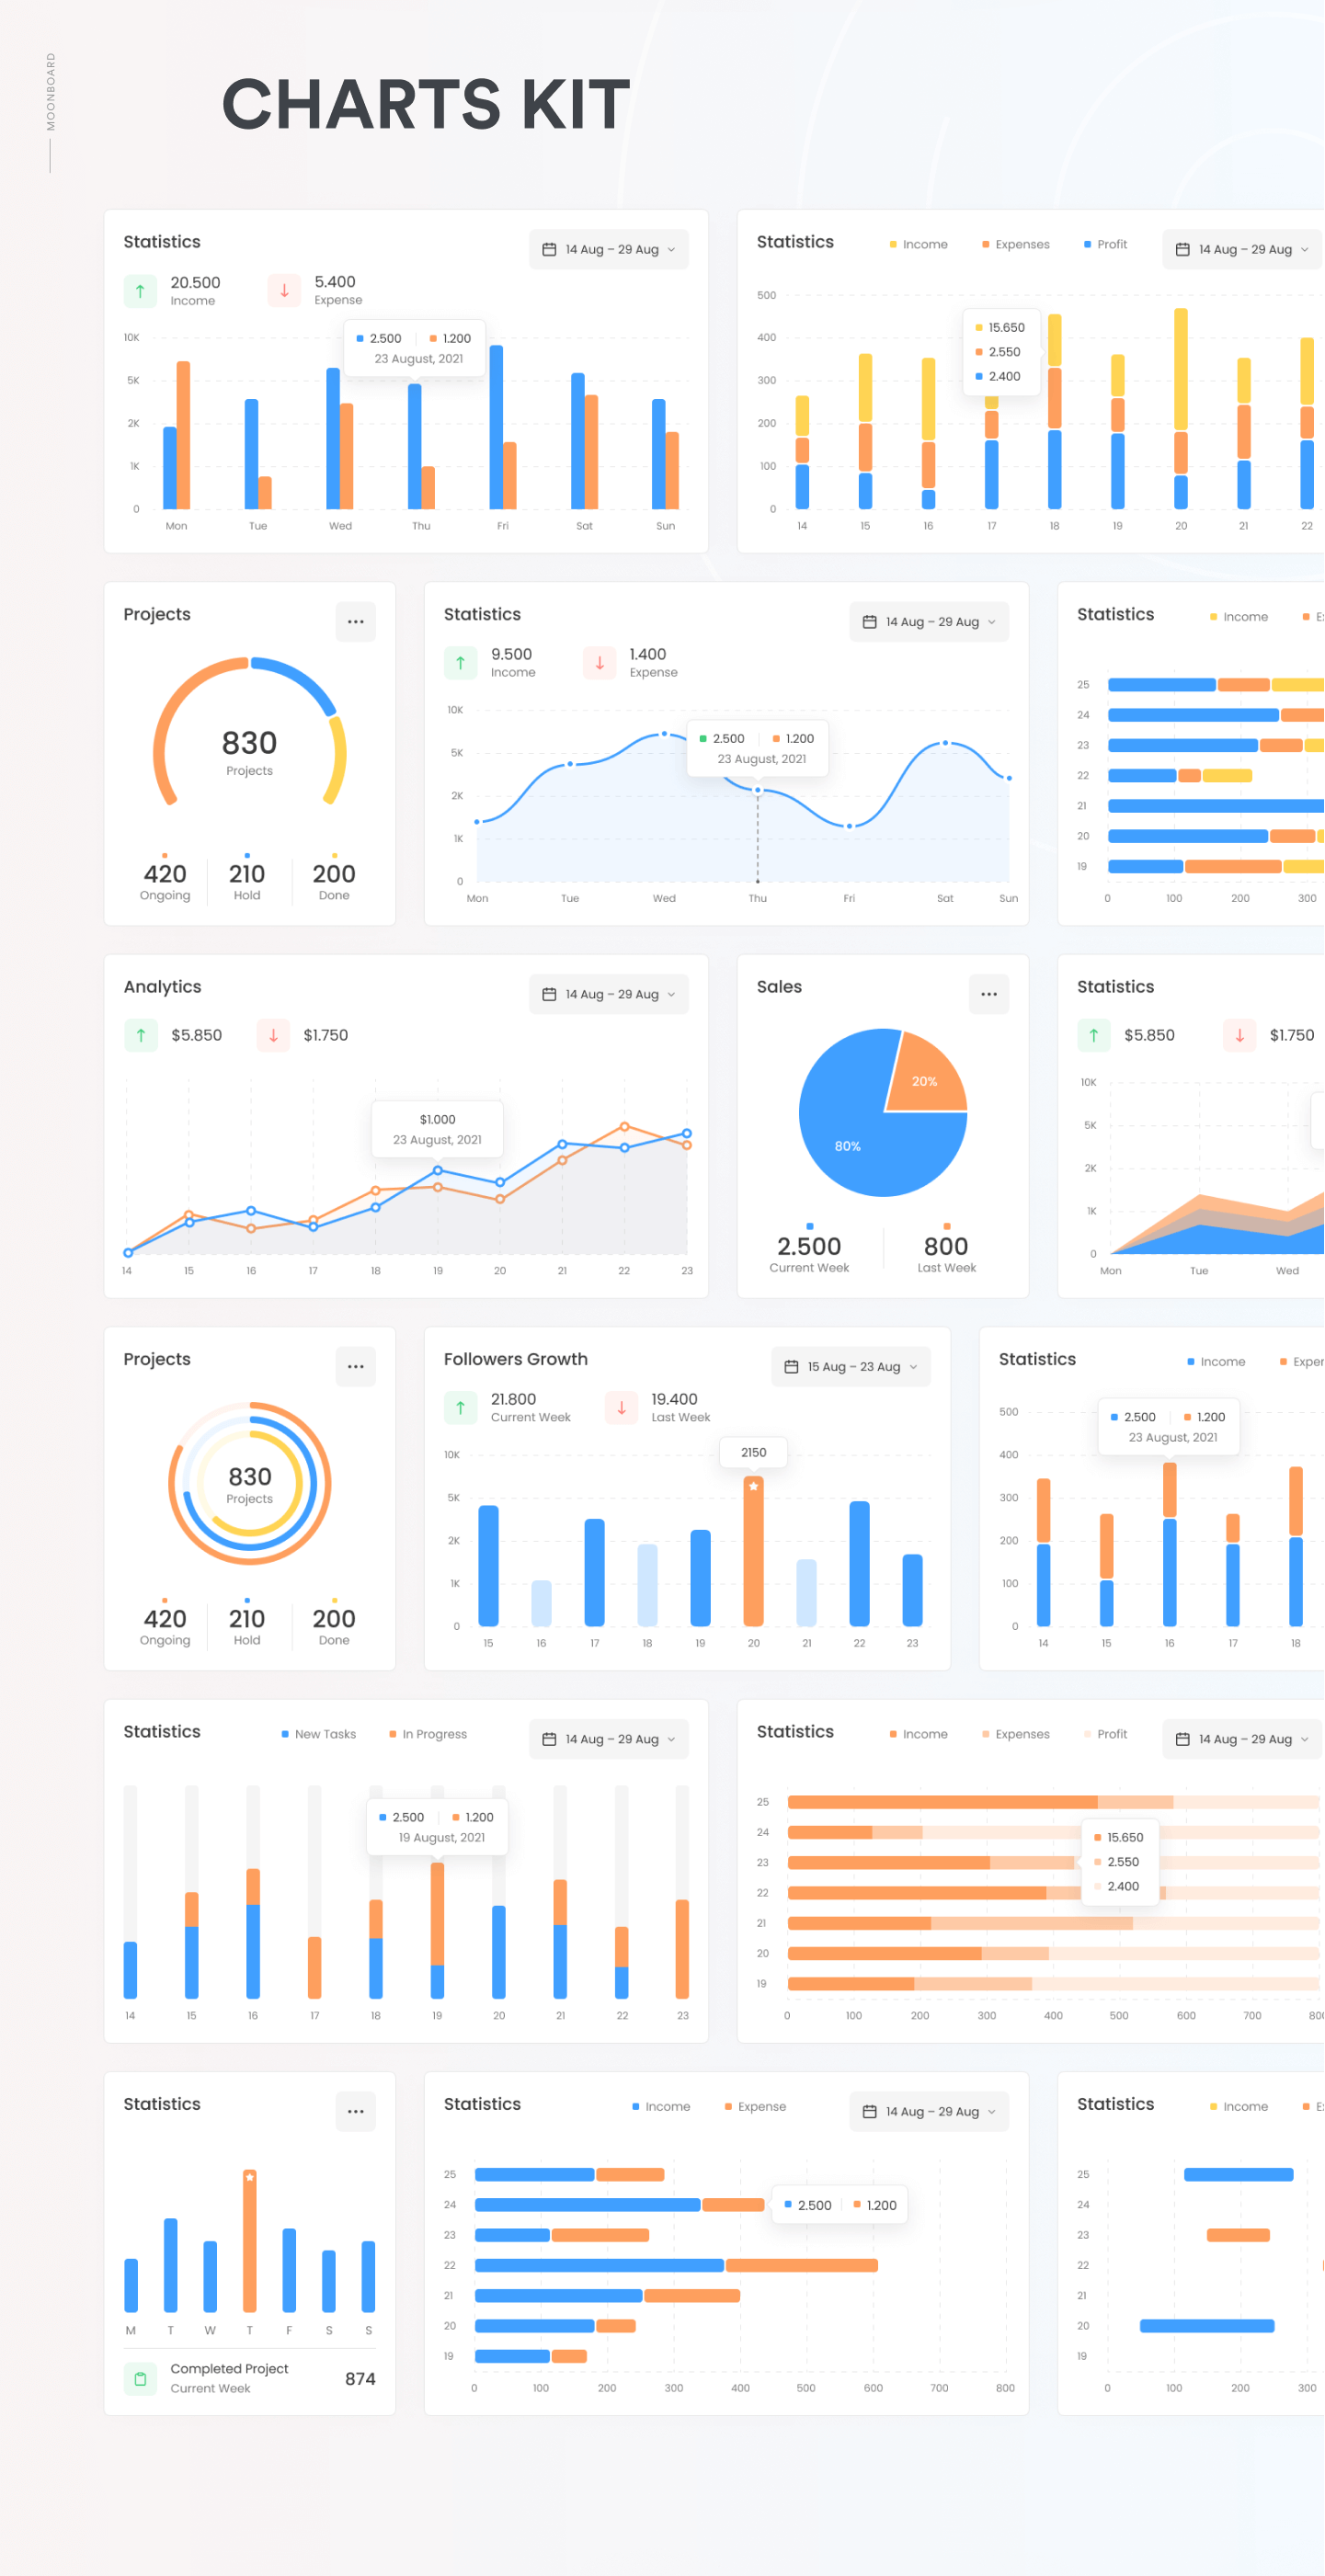 MOONBOARD
CHARTS KIT
Statistics
14 Aug – 29 Aug
20.500
Income
5.400
Expense
10K
5K
2K
1K
0
2.500 1.200
23 August, 2021
Mon Tue Wed Thu Fri Sat Sun
Statistics
Income Expenses Profit
14 Aug – 29 Aug
500
400
300
200
100
0
15.650
2.550
2.400
14 15 16 17 18 19 20 21 22
Projects
830
Projects
420 210 200
Ongoing Hold Done
Statistics
14 Aug – 29 Aug
9.500
Income
1.400
Expense
10K
5K
2K
1K
0
2.500 1.200
23 August, 2021
Mon Tue Wed Thu Fri Sat Sun
Statistics
Income E
25
24
23
22
21
20
19
0 100 200 300
Analytics
14 Aug – 29 Aug
$5.850 $1.750
$1.000
23 August, 2021
14 15 16 17 18 19 20 21 22 23
Sales
20%
80%
2.500 800
Current Week Last Week
Statistics
$5.850 $1.750
10K
5K
2K
1K
0
Mon Tue Wed
Projects
830
Projects
420 210 200
Ongoing Hold Done
Followers Growth
15 Aug – 23 Aug
21.800
Current Week
19.400
Last Week
10K
5K
2K
1K
0
2150
15 16 17 18 19 20 21 22 23
Statistics
Income Exper
500
400
300
200
100
0
2.500 1.200
23 August, 2021
14 15 16 17 18
Statistics
New Tasks In Progress
14 Aug – 29 Aug
2.500 1.200
19 August, 2021
14 15 16 17 18 19 20 21 22 23
Statistics
Income Expenses Profit
14 Aug – 29 Aug
25
24
23
22
21
20
19
15.650
2.550
2.400
0 100 200 300 400 500 600 700 800
Statistics
M T W T F S S
Completed Project
Current Week
874
Statistics
Income Expense
14 Aug – 29 Aug
25
24
23
22
21
20
19
2.500 1.200
0 100 200 300 400 500 600 700 800
Statistics
Income E
25
24
23
22
21
20
19
0 100 200 300